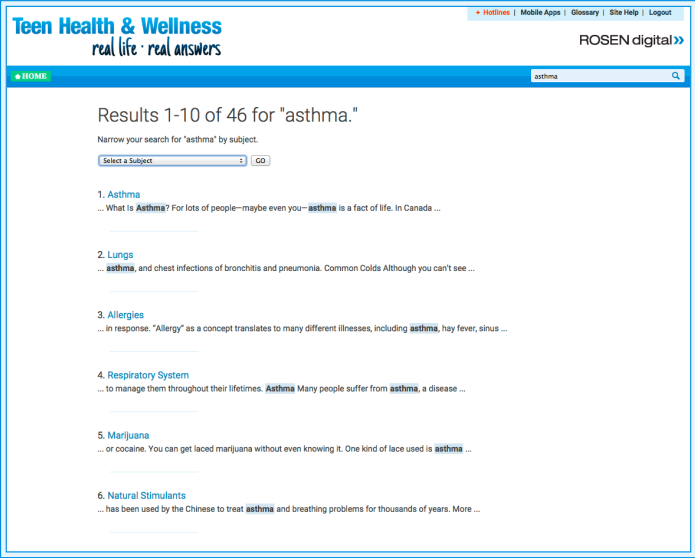 + Hotlines | Mobile Apps | Glossary | Site Help | Logout
Teen Health & Wellness
real life · real answers
ROSEN digital»
HOME
asthma
Results 1-10 of 46 for "asthma."
Narrow your search for "asthma" by subject.
Select a Subject GO
1. Asthma
... What Is Asthma? For lots of people—maybe even you—asthma is a fact of life. In Canada ...
2. Lungs
... asthma, and chest infections of bronchitis and pneumonia. Common Colds Although you can't see ...
3. Allergies
... in response. “Allergy” as a concept translates to many different illnesses, including asthma, hay fever, sinus ...
4. Respiratory System
... to manage them throughout their lifetimes. Asthma Many people suffer from asthma, a disease ...
5. Marijuana
... or cocaine. You can get laced marijuana without even knowing it. One kind of lace used is asthma ...
6. Natural Stimulants
... has been used by the Chinese to treat asthma and breathing problems for thousands of years. More ...